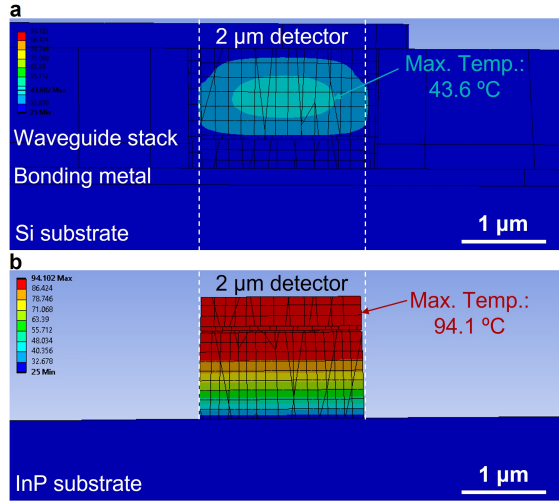 a
2 µm detector
Max. Temp.:
43.6 ºC
Waveguide stack
Bonding metal
Si substrate
1 µm
b
94.102 Max
86.424
78.746
71.068
63.39
55.712
48.034
40.356
32.678
25 Min
2 µm detector
Max. Temp.:
94.1 ºC
InP substrate
1 µm